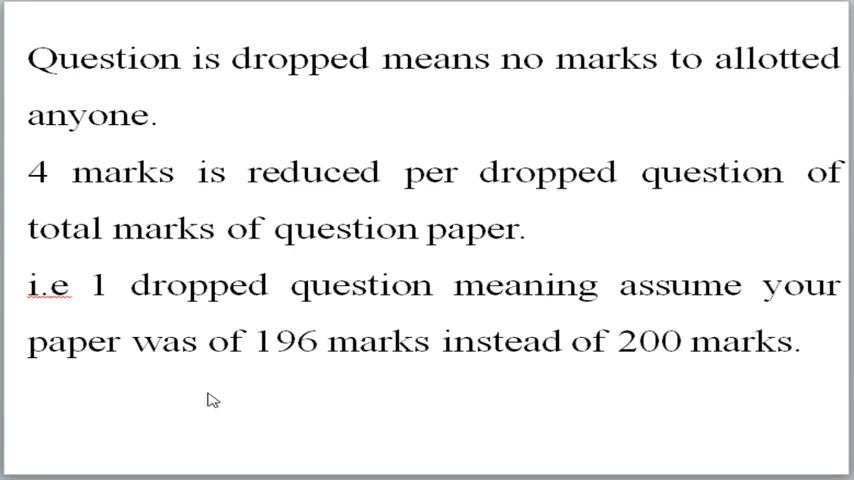 Question is dropped means no marks to allotted
anyone.
4 marks is reduced per dropped question of
total marks of question paper.
i.e 1 dropped question meaning assume your
paper was of 196 marks instead of 200 marks.